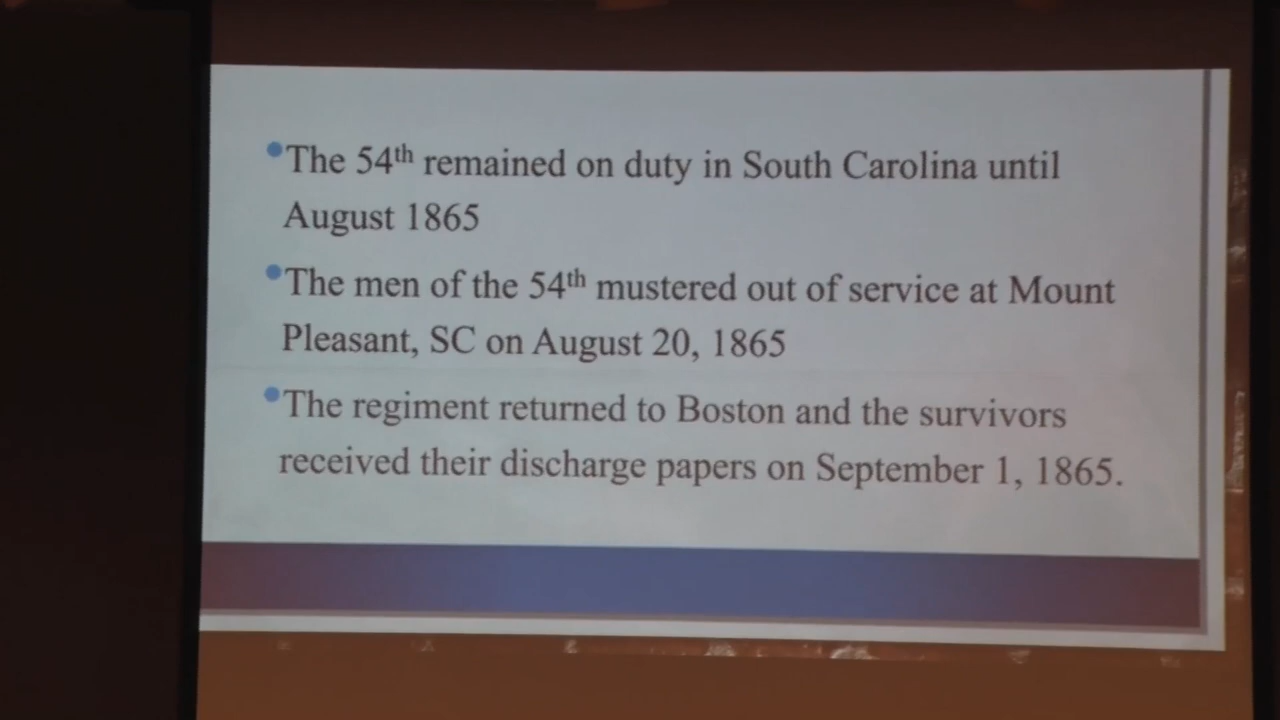 •The 54th remained on duty in South Carolina until
August 1865
•The men of the 54th mustered out of service at Mount
Pleasant, SC on August 20, 1865
•The regiment returned to Boston and the survivors
received their discharge papers on September 1, 1865.